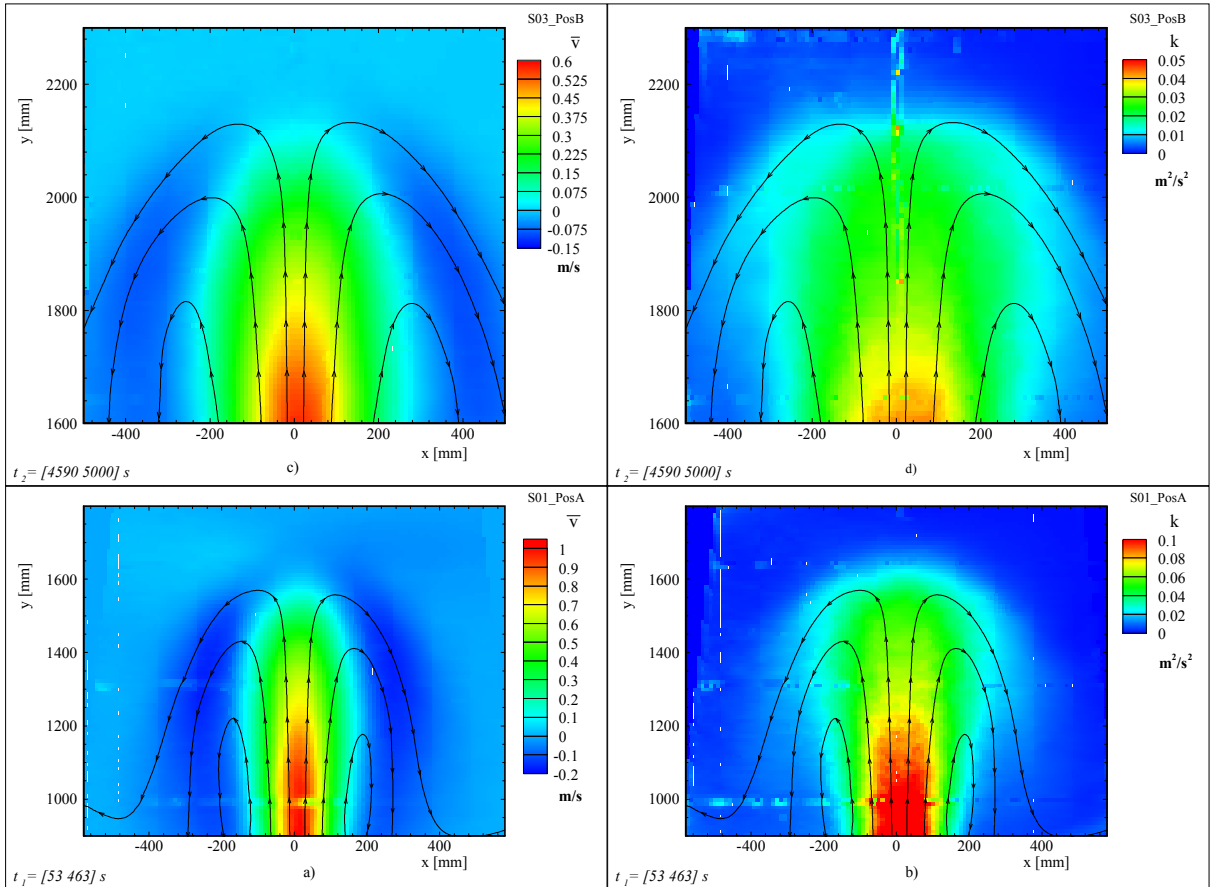 S03_PosB
v̅
0.6
0.525
0.45
0.375
0.3
0.225
0.15
0.075
0
-0.075
-0.15
m/s
y [mm]
2200
2000
1800
1600
-400 -200 0 200 400
x [mm]
t 2 = [4590 5000] s
c)
S03_PosB
k
0.05
0.04
0.03
0.02
0.01
0
m²/s²
y [mm]
2200
2000
1800
1600
-400 -200 0 200 400
x [mm]
t 2 = [4590 5000] s
d)
S01_PosA
v̅
1
0.9
0.8
0.7
0.6
0.5
0.4
0.3
0.2
0.1
0
-0.1
-0.2
m/s
y [mm]
1600
1400
1200
1000
-400 -200 0 200 400
x [mm]
t 1 = [53 463] s
a)
S01_PosA
k
0.1
0.08
0.06
0.04
0.02
0
m²/s²
y [mm]
1600
1400
1200
1000
-400 -200 0 200 400
x [mm]
t 1 = [53 463] s
b)